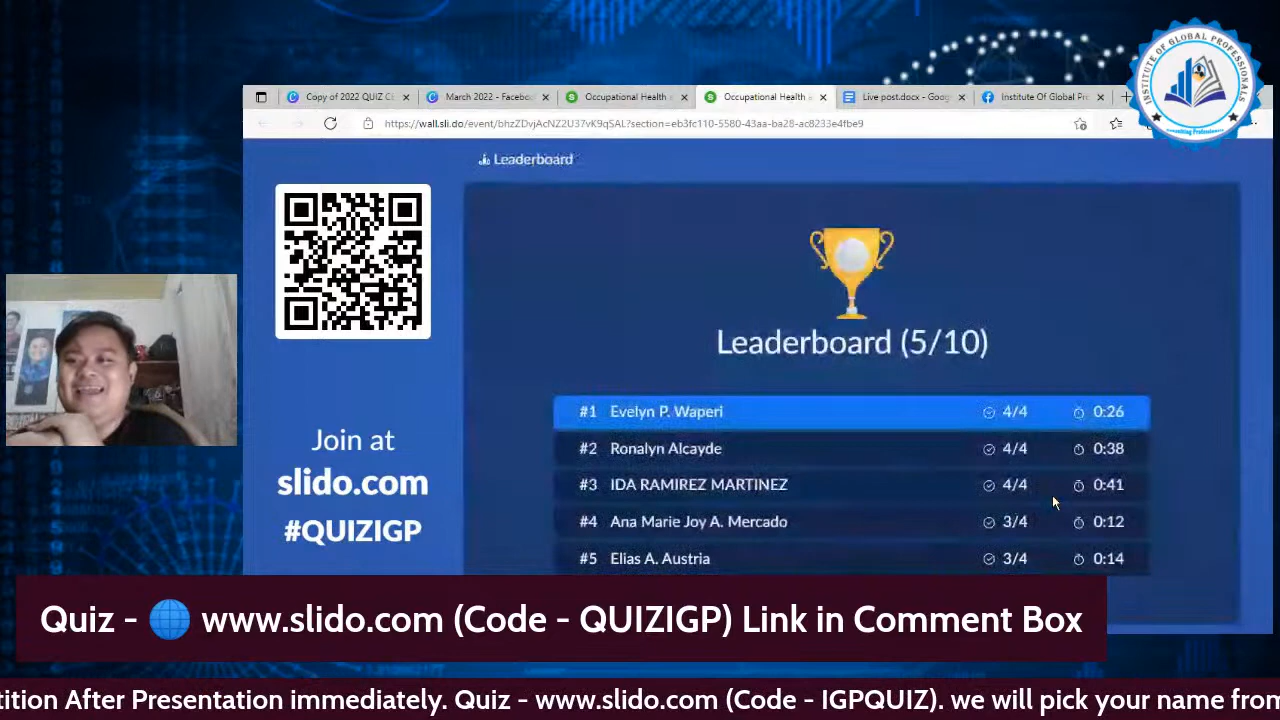 INSTITUTE OF GLOBAL PROFESSIONALS
Copy of 2022 QUIZ C
March 2022 - Facebo
Occupational Health
Occupational Health
Live post.docx - Goog
Institute Of Global Pr
https://wall.sli.do/event/bhzZDvjAcNZ2U37vK9qSAL?section=eb3fc110-5580-43aa-ba28-ac8233e4fbe9
Leaderboard
Leaderboard (5/10)
#1 Evelyn P. Waperi 4/4 0:26
#2 Ronalyn Alcayde 4/4 0:38
#3 IDA RAMIREZ MARTINEZ 4/4 0:41
#4 Ana Marie Joy A. Mercado 3/4 0:12
#5 Elias A. Austria 3/4 0:14
Join at
slido.com
#QUIZIGP
Quiz - www.slido.com (Code - QUIZIGP) Link in Comment Box
tition After Presentation immediately. Quiz - www.slido.com (Code - IGPQUIZ). we will pick your name from